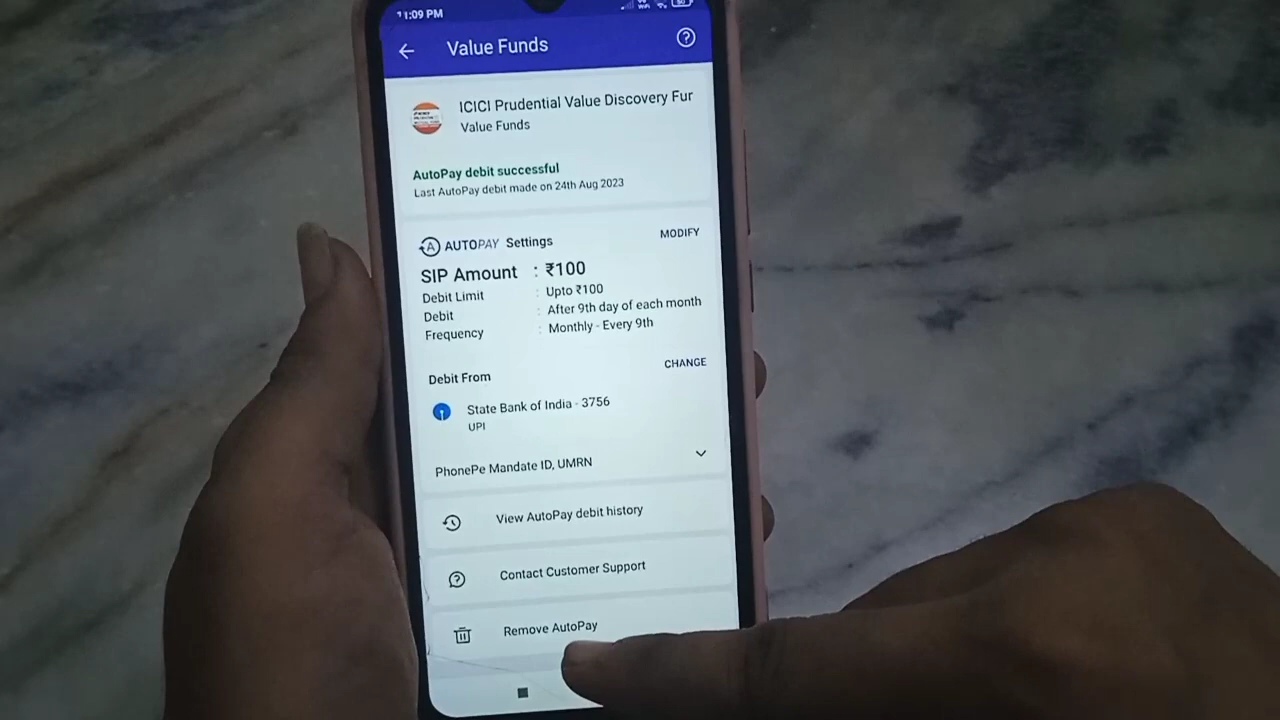 11:09 PM
Value Funds
ICICI Prudential Value Discovery Fur
Value Funds
AutoPay debit successful
Last AutoPay debit made on 24th Aug 2023
AUTOPAY Settings
MODIFY
SIP Amount : ₹100
Debit Limit : Upto ₹100
Debit : After 9th day of each month
Frequency : Monthly - Every 9th
Debit From
CHANGE
State Bank of India - 3756
UPI
PhonePe Mandate ID, UMRN
View AutoPay debit history
Contact Customer Support
Remove AutoPay